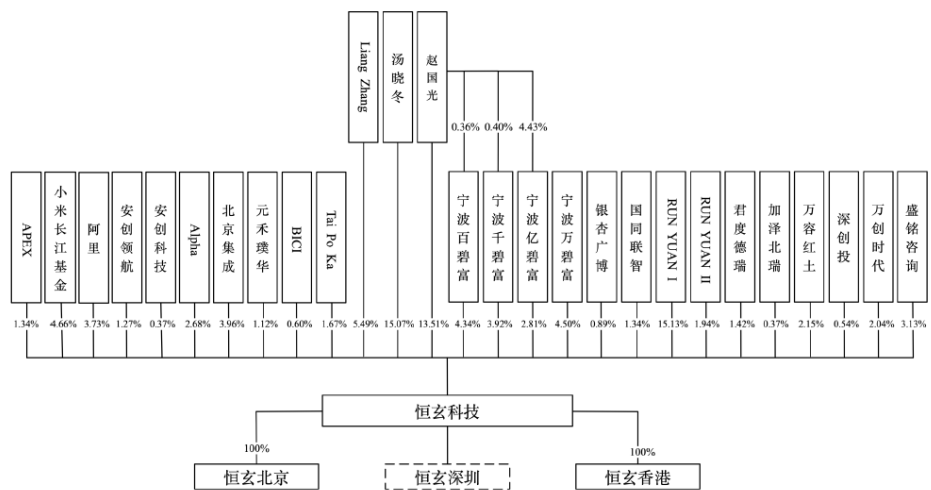 Liang Zhang
汤晓冬
赵国光
0.36%
0.40%
4.43%
APEX
小米长江基金
阿里
安创领航
安创科技
Alpha
北京集成
元禾璞华
BICI
Tai Po Ka
宁波百碧富
宁波千碧富
宁波亿碧富
宁波万碧富
银杏广博
国同联智
RUN YUAN I
RUN YUAN II
君度德瑞
加泽北瑞
万容红土
深创投
万创时代
盛铭咨询
1.34%
4.66%
3.73%
1.27%
0.37%
2.68%
3.96%
1.12%
0.60%
1.67%
5.49%
15.07%
13.51%
4.34%
3.92%
2.81%
4.50%
0.89%
1.34%
15.13%
1.94%
1.42%
0.37%
2.15%
0.54%
2.04%
3.13%
恒玄科技
100%
100%
恒玄北京
恒玄深圳
恒玄香港